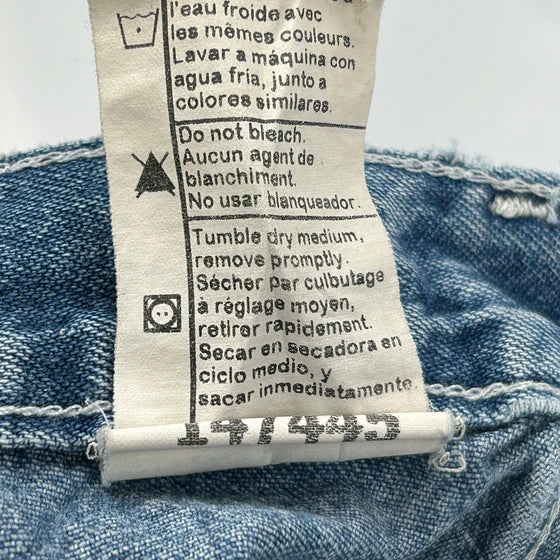 l'eau froide avec
les mêmes couleurs.
Lavar a máquina con
agua fria, junto a
colores similares.
Do not bleach.
Aucun agent de
blanchiment.
No usar blanqueador.
Tumble dry medium,
remove promptly.
Sécher par culbutage
à réglage moyen,
retirer rapidement.
Secar en secadora en
ciclo medio, y
sacar inmediatamente.
147445